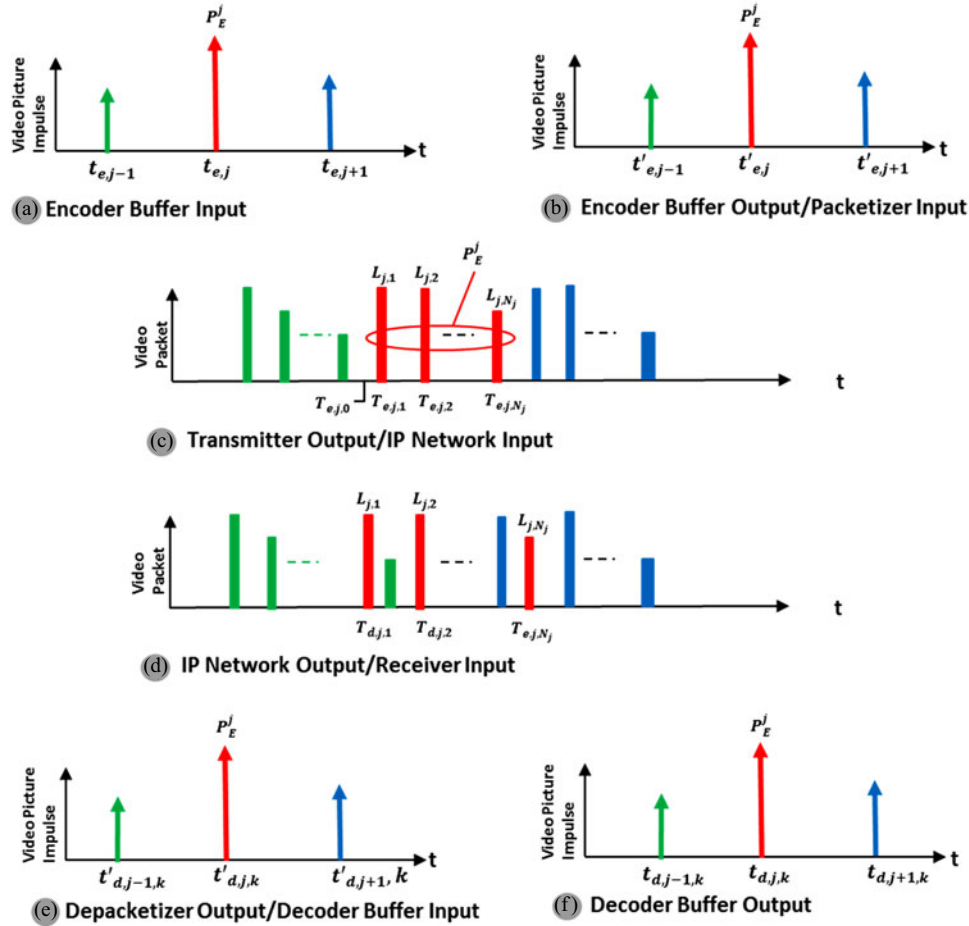 P_E^j
P_E^j
Video Picture
Impulse
t
Video Picture
Impulse
t
t_{e,j-1} t_{e,j} t_{e,j+1}
t'_{e,j-1} t'_{e,j} t'_{e,j+1}
(a) Encoder Buffer Input
(b) Encoder Buffer Output/Packetizer Input
P_E^j
L_{j,1} L_{j,2} L_{j,N_j}
Video
Packet
t
T_{e,j,0} T_{e,j,1} T_{e,j,2} T_{e,j,N_j}
(c) Transmitter Output/IP Network Input
L_{j,1} L_{j,2} L_{j,N_j}
Video
Packet
t
T_{d,j,1} T_{d,j,2} T_{e,j,N_j}
(d) IP Network Output/Receiver Input
P_E^j
P_E^j
Video Picture
Impulse
t
Video Picture
Impulse
t
t'_{d,j-1,k} t'_{d,j,k} t'_{d,j+1}, k
t_{d,j-1,k} t_{d,j,k} t_{d,j+1,k}
(e) Depacketizer Output/Decoder Buffer Input
(f) Decoder Buffer Output